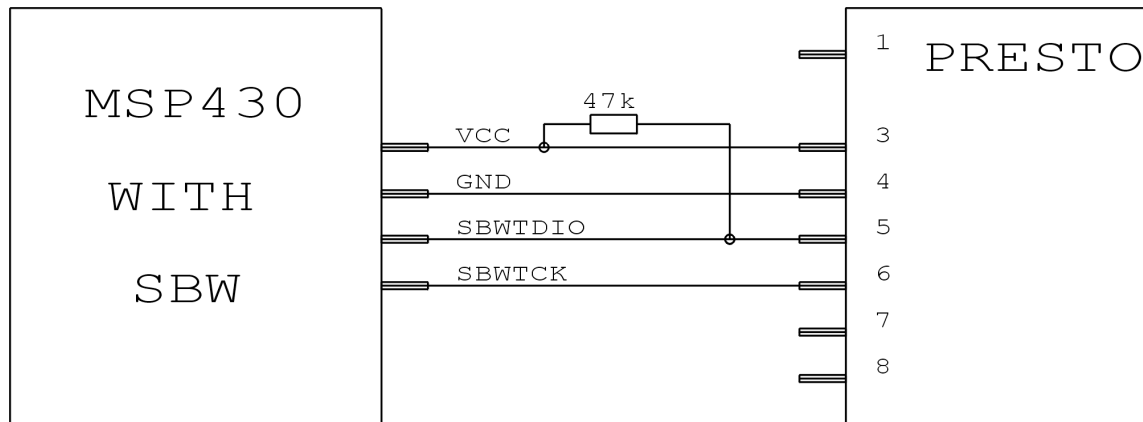 MSP430
WITH
SBW
47k
VCC
GND
SBWTDIO
SBWTCK
PRESTO
1
3
4
5
6
7
8